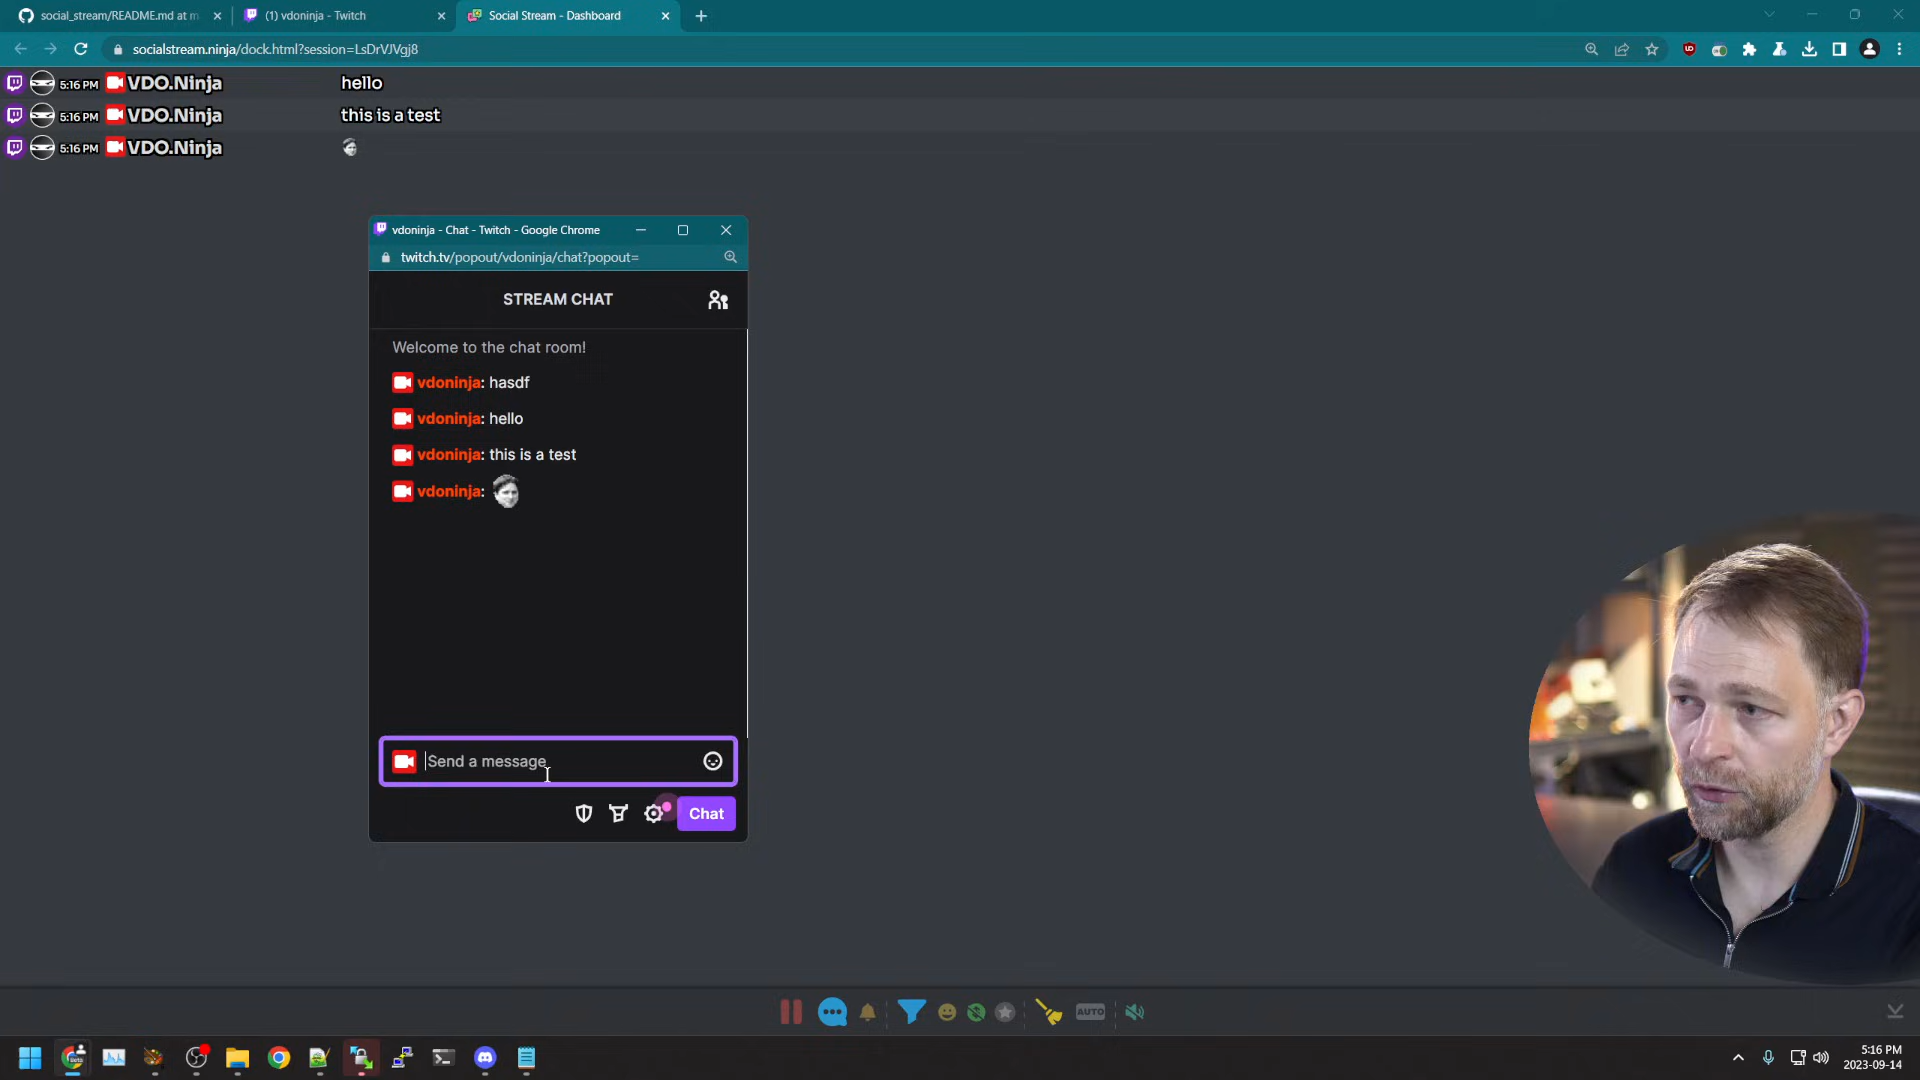 social_stream/README.md at m
(1) vdoninja - Twitch
Social Stream - Dashboard
socialstream.ninja/dock.html?session=LsDrVJVgj8
5:16 PM VDO.Ninja hello
5:16 PM VDO.Ninja this is a test
5:16 PM VDO.Ninja
vdoninja - Chat - Twitch - Google Chrome
twitch.tv/popout/vdoninja/chat?popout=
STREAM CHAT
Welcome to the chat room!
vdoninja: hasdf
vdoninja: hello
vdoninja: this is a test
vdoninja:
Send a message
Chat
AUTO
5:16 PM
2023-09-14